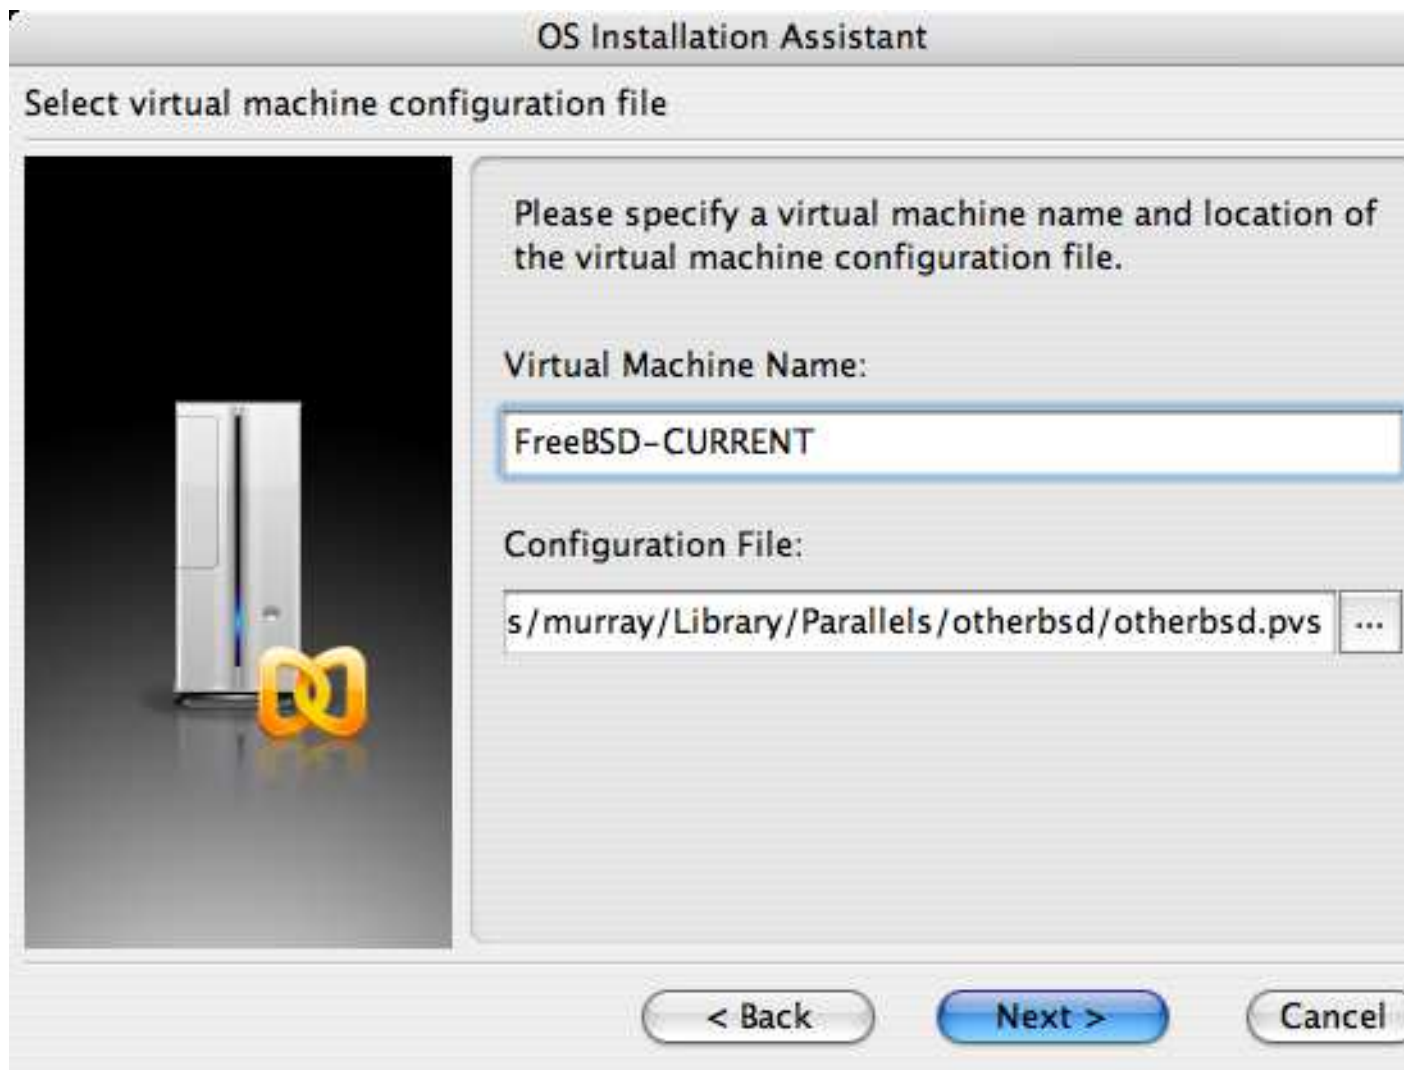 OS Installation Assistant
Select virtual machine configuration file
Please specify a virtual machine name and location of
the virtual machine configuration file.
Virtual Machine Name:
FreeBSD-CURRENT
Configuration File:
s/murray/Library/Parallels/otherbsd/otherbsd.pvs ...
< Back Next > Cancel